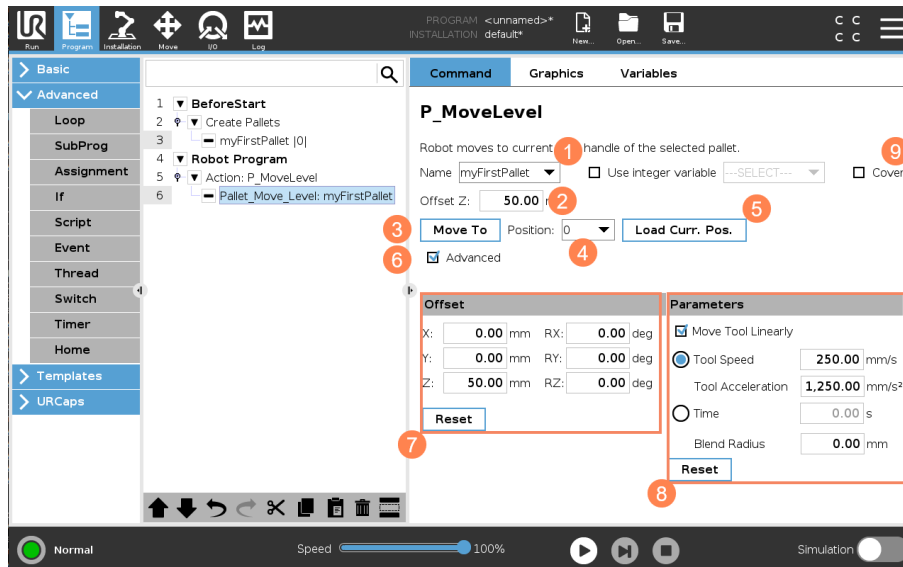 PROGRAM <unnamed>*
INSTALLATION default*
C C
C C
Run Program Installation Move I/O Log New... Open... Save...
Basic
Advanced
Loop
SubProg
Assignment
If
Script
Event
Thread
Switch
Timer
Home
Templates
URCaps
1 BeforeStart
2 Create Pallets
3 myFirstPallet |0|
4 Robot Program
5 Action: P_MoveLevel
6 Pallet_Move_Level: myFirstPallet
Command Graphics Variables
P_MoveLevel
Robot moves to current handle of the selected pallet.
1 9
Name myFirstPallet Use integer variable ---SELECT--- Cover
Offset Z: 50.00 2 5
3 Move To Position: 0 Load Curr. Pos.
6 Advanced 4
Offset
X: 0.00 mm RX: 0.00 deg
Y: 0.00 mm RY: 0.00 deg
Z: 50.00 mm RZ: 0.00 deg
Reset
7
Parameters
Move Tool Linearly
Tool Speed 250.00 mm/s
Tool Acceleration 1,250.00 mm/s²
Time 0.00 s
Blend Radius 0.00 mm
Reset
8
Normal Speed 100% Simulation